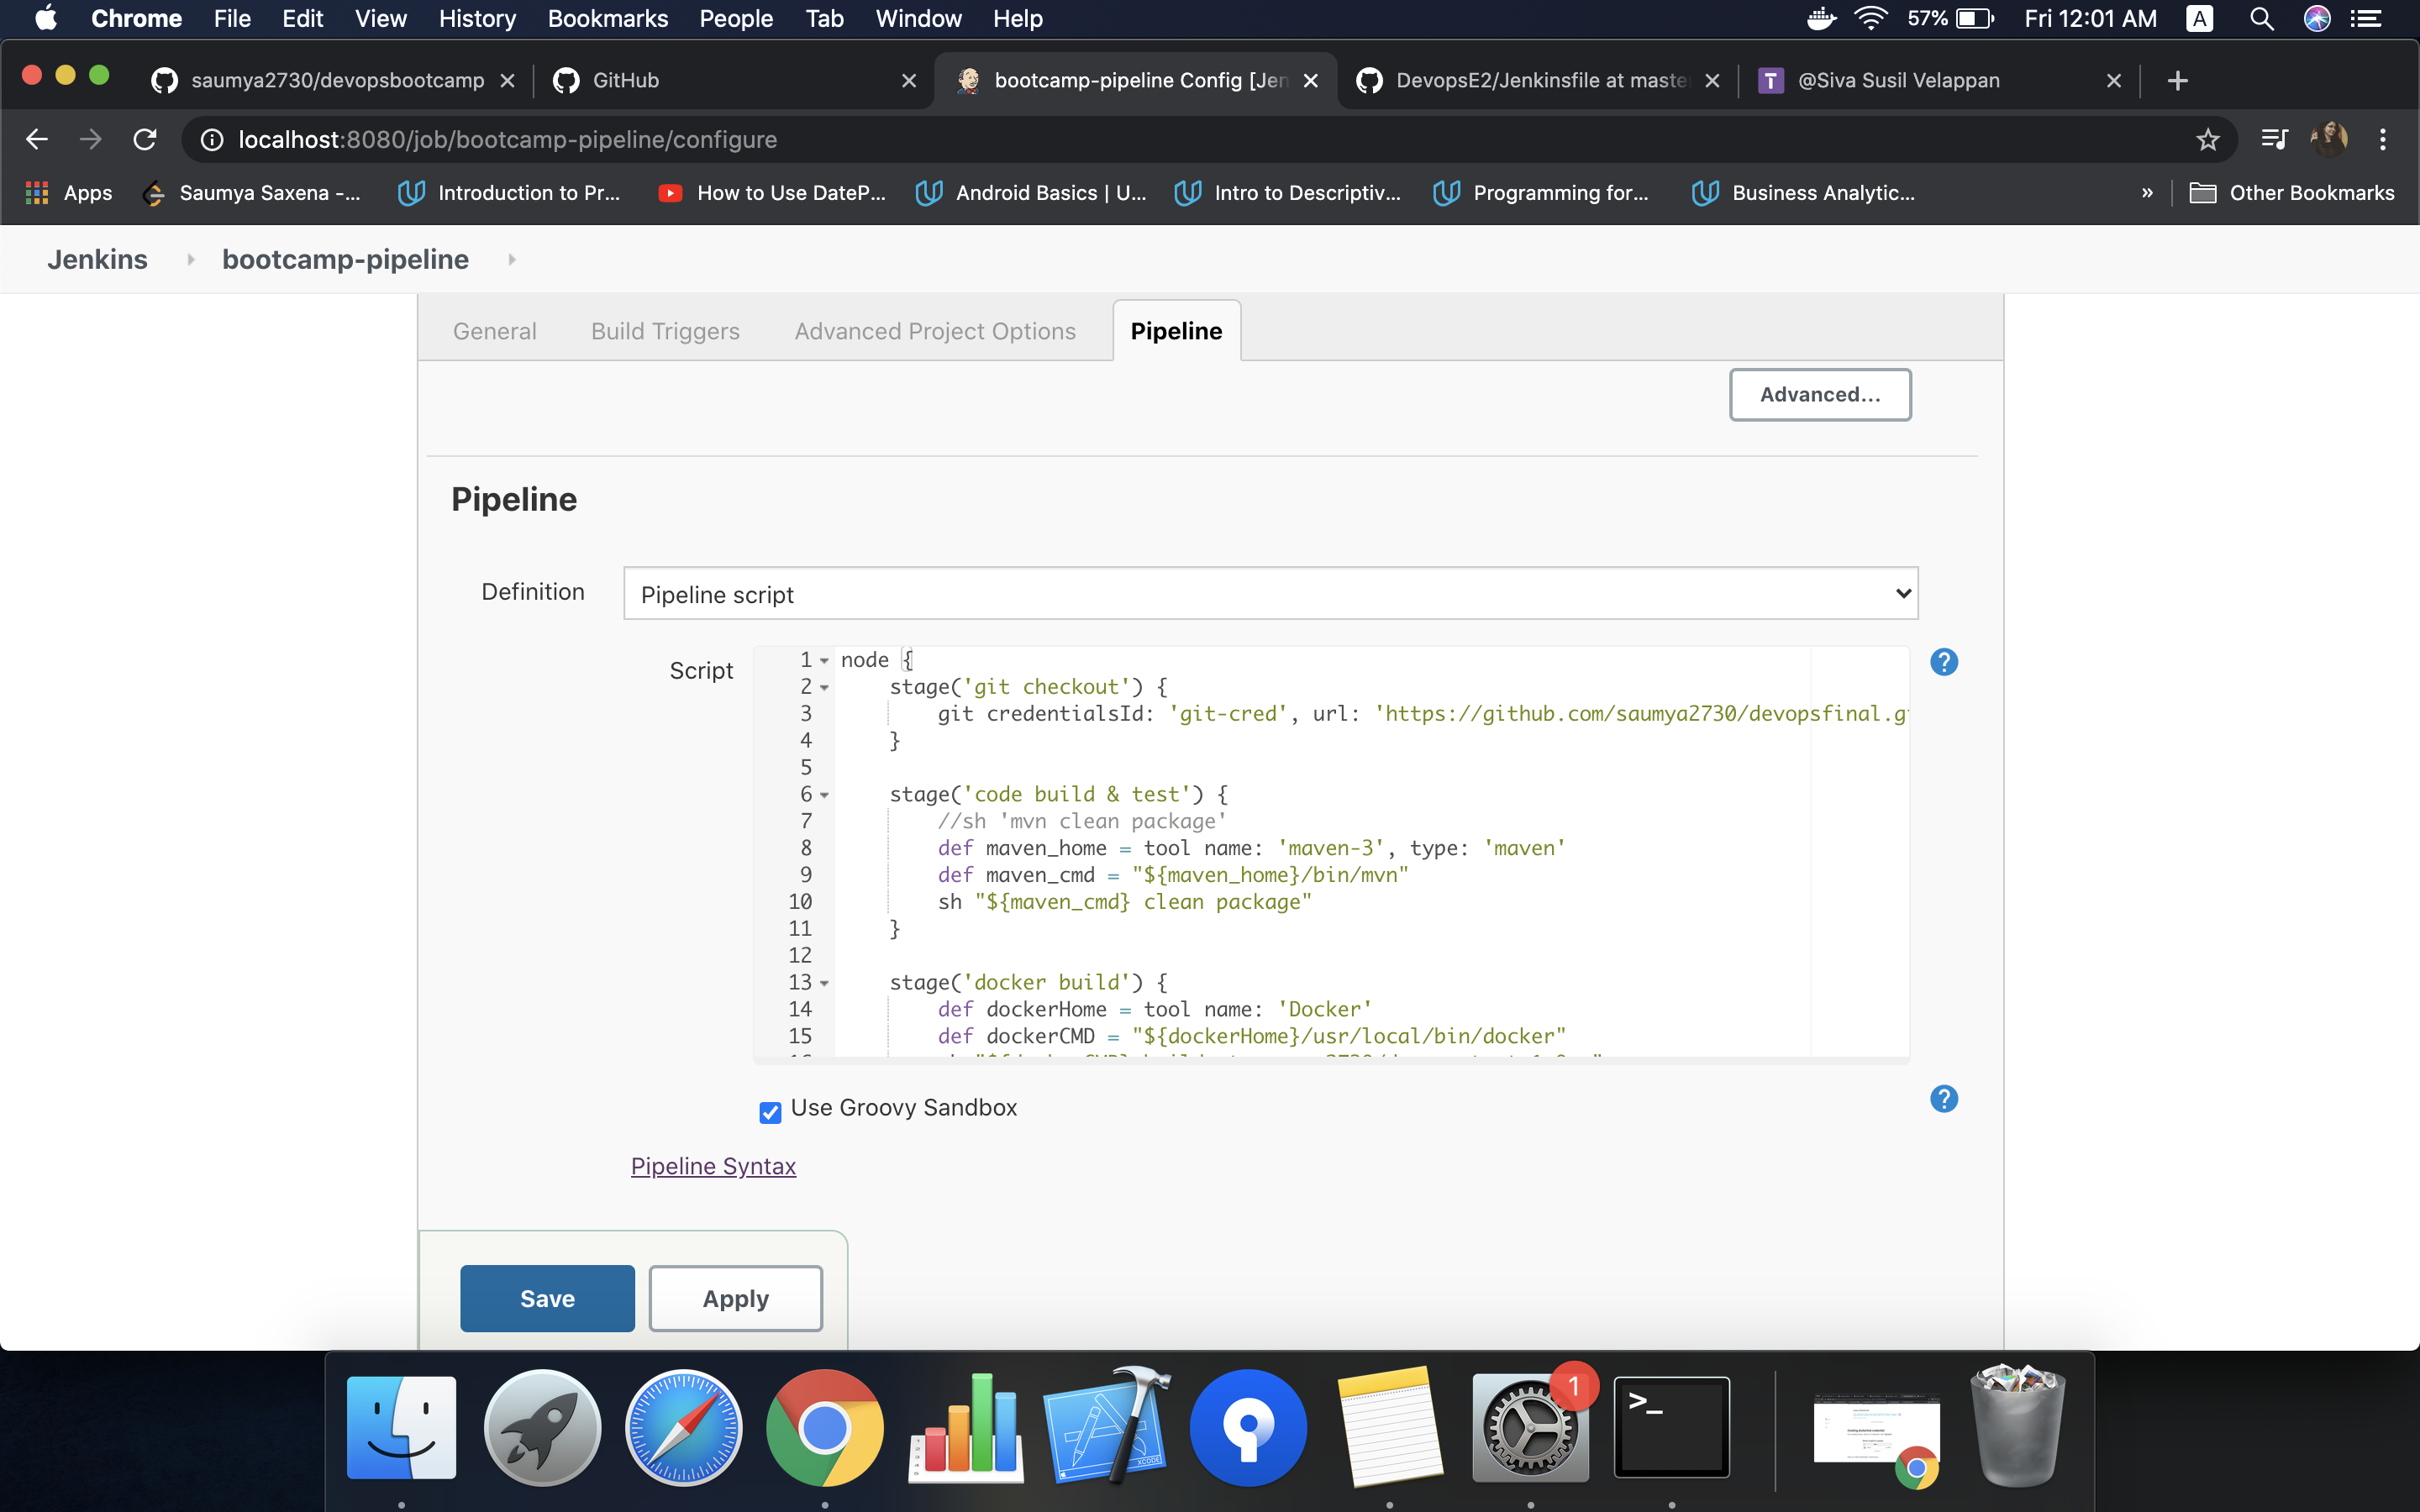 Chrome File Edit View History Bookmarks People Tab Window Help 57% Fri 12:01 AM A
saumya2730/devopsbootcamp GitHub bootcamp-pipeline Config [Jen DevopsE2/Jenkinsfile at maste T @Siva Susil Velappan
localhost:8080/job/bootcamp-pipeline/configure
Apps Saumya Saxena -... Introduction to Pr... How to Use DateP... Android Basics | U... Intro to Descriptiv... Programming for... Business Analytic... » Other Bookmarks
Jenkins bootcamp-pipeline
General Build Triggers Advanced Project Options Pipeline
Advanced...
Pipeline
Definition Pipeline script
Script
1 node {
2 stage('git checkout') {
3 git credentialsId: 'git-cred', url: 'https://github.com/saumya2730/devopsfinal.g
4 }
5
6 stage('code build & test') {
7 //sh 'mvn clean package'
8 def maven_home = tool name: 'maven-3', type: 'maven'
9 def maven_cmd = "${maven_home}/bin/mvn"
10 sh "${maven_cmd} clean package"
11 }
12
13 stage('docker build') {
14 def dockerHome = tool name: 'Docker'
15 def dockerCMD = "${dockerHome}/usr/local/bin/docker"
?
Use Groovy Sandbox
?
Pipeline Syntax
Save Apply
XCODE
1
>_